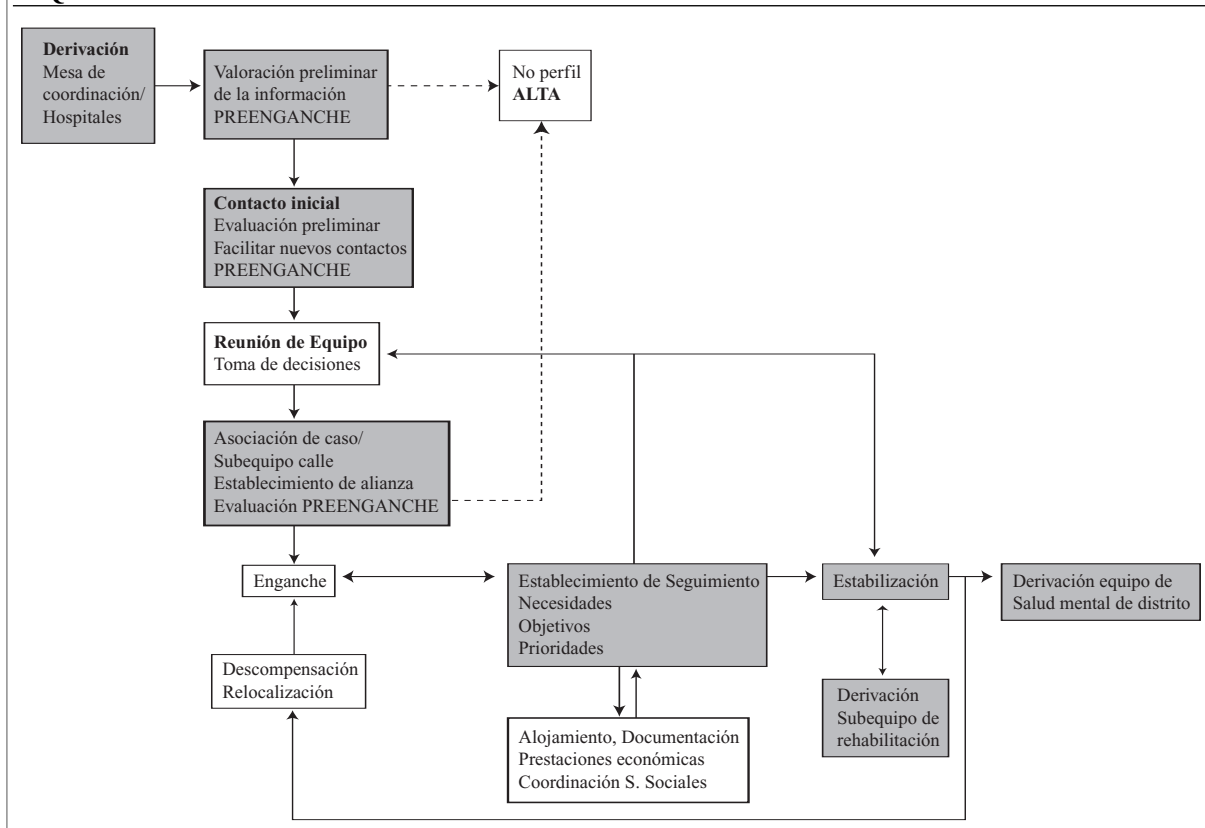 Derivación
Mesa de
coordinación/
Hospitales
Valoración preliminar
de la información
PREENGANCHE
No perfil
ALTA
Contacto inicial
Evaluación preliminar
Facilitar nuevos contactos
PREENGANCHE
Reunión de Equipo
Toma de decisiones
Asociación de caso/
Subequipo calle
Establecimiento de alianza
Evaluación PREENGANCHE
Enganche
Establecimiento de Seguimiento
Necesidades
Objetivos
Prioridades
Estabilización
Derivación equipo de
Salud mental de distrito
Descompensación
Relocalización
Derivación
Subequipo de
rehabilitación
Alojamiento, Documentación
Prestaciones económicas
Coordinación S. Sociales